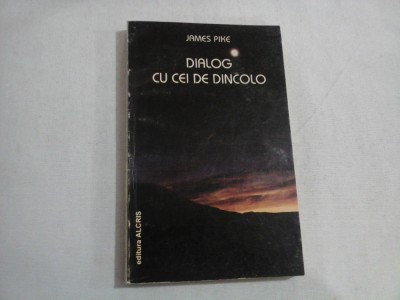 JAMES PIKE
DIALOG
CU CEI DE DINCOLO
editura ALCRIS